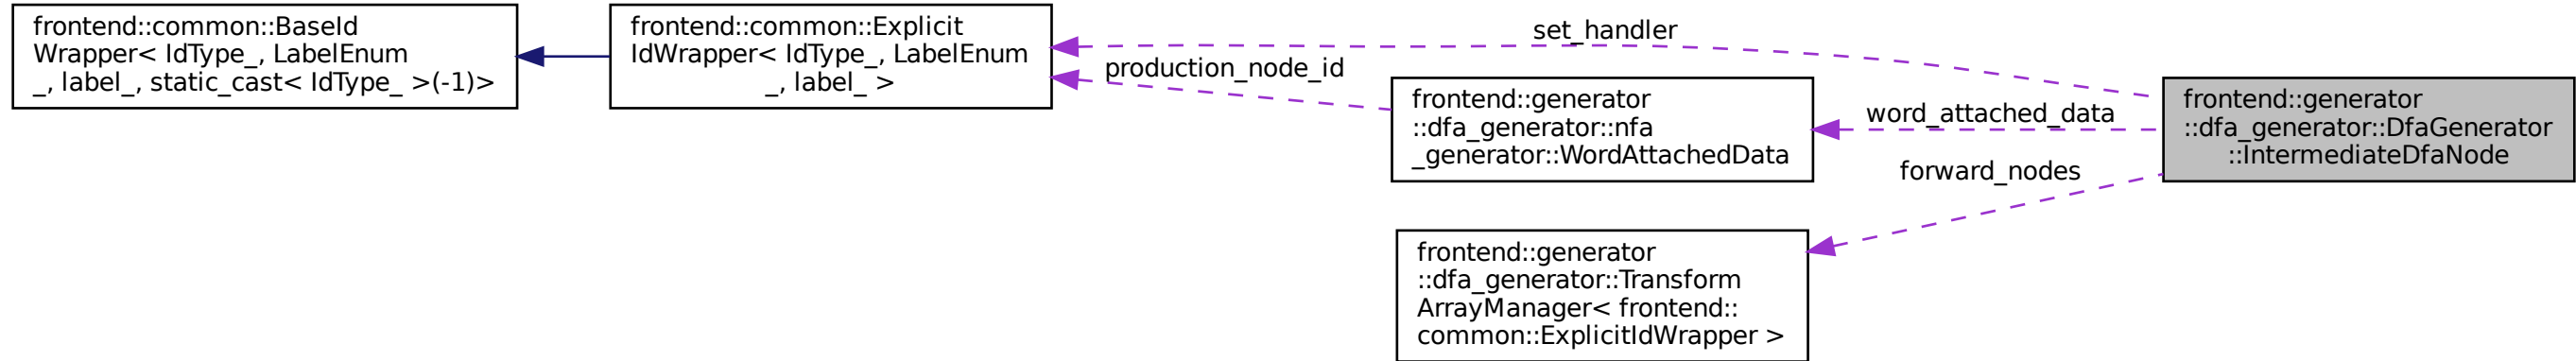 frontend::common::BaseId
Wrapper< IdType_, LabelEnum
_, label_, static_cast< IdType_ >(-1)>
frontend::common::Explicit
IdWrapper< IdType_, LabelEnum
_, label_ >
set_handler
production_node_id
frontend::generator
::dfa_generator::nfa
_generator::WordAttachedData
word_attached_data
forward_nodes
frontend::generator
::dfa_generator::DfaGenerator
::IntermediateDfaNode
frontend::generator
::dfa_generator::Transform
ArrayManager< frontend::
common::ExplicitIdWrapper >